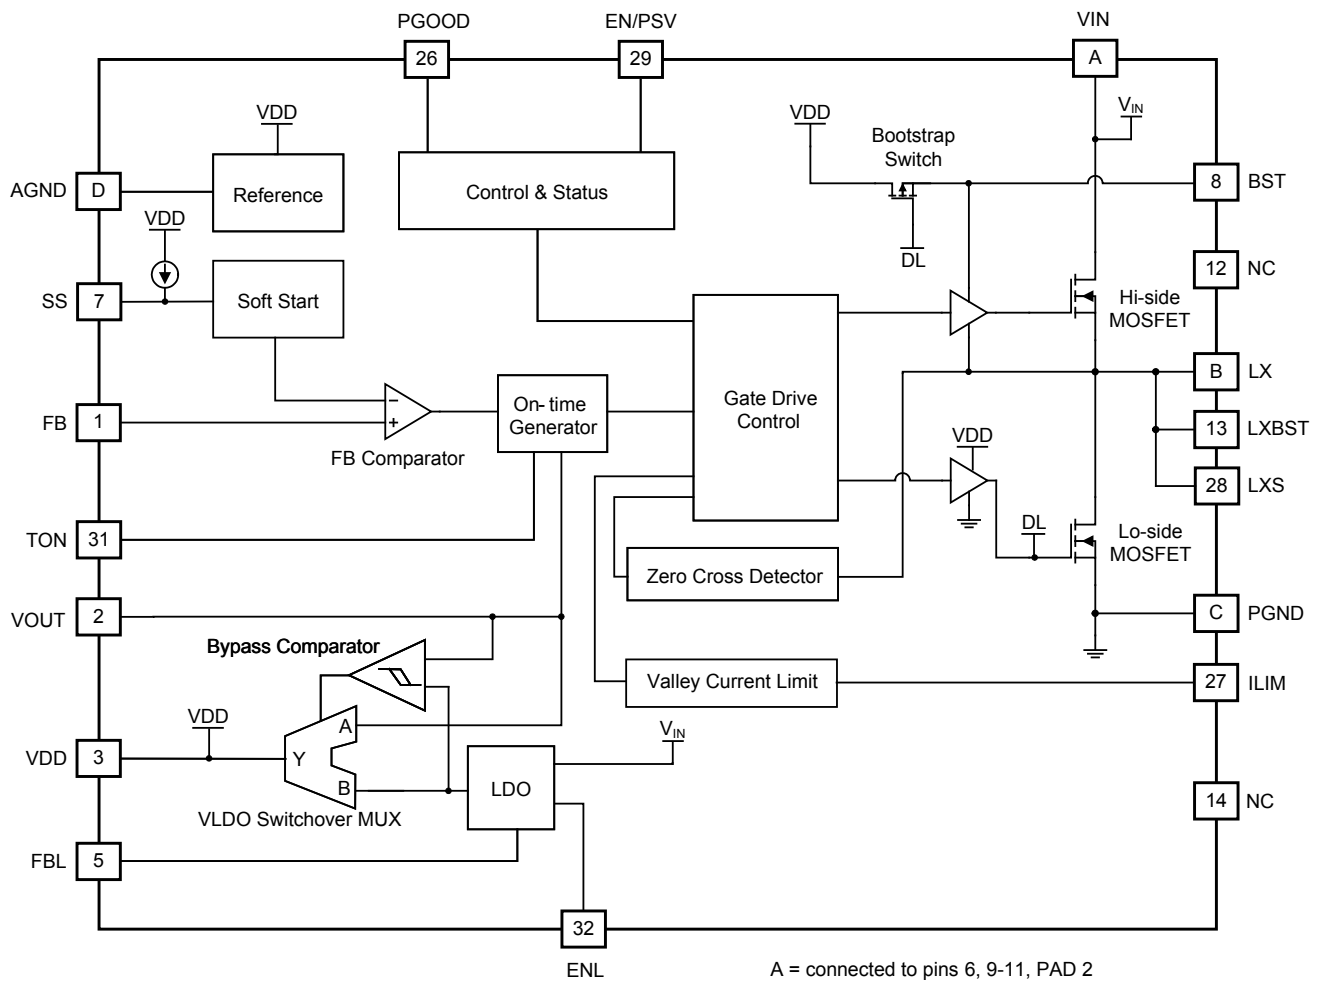 PGOOD
EN/PSV
VIN
26
29
A
VDD
VDD
Bootstrap
Switch
VIN
AGND
D
Reference
Control & Status
8
BST
VDD
DL
12
NC
SS
7
Soft Start
Hi-side
MOSFET
B
LX
FB
1
−
+
FB Comparator
On-time
Generator
Gate Drive
Control
13
LXBST
VDD
28
LXS
TON
31
DL
Lo-side
MOSFET
Zero Cross Detector
VOUT
2
C
PGND
Bypass Comparator
Valley Current Limit
27
ILIM
VDD
A
VIN
VDD
3
Y
B
LDO
14
NC
VLDO Switchover MUX
FBL
5
32
ENL
A = connected to pins 6, 9-11, PAD 2